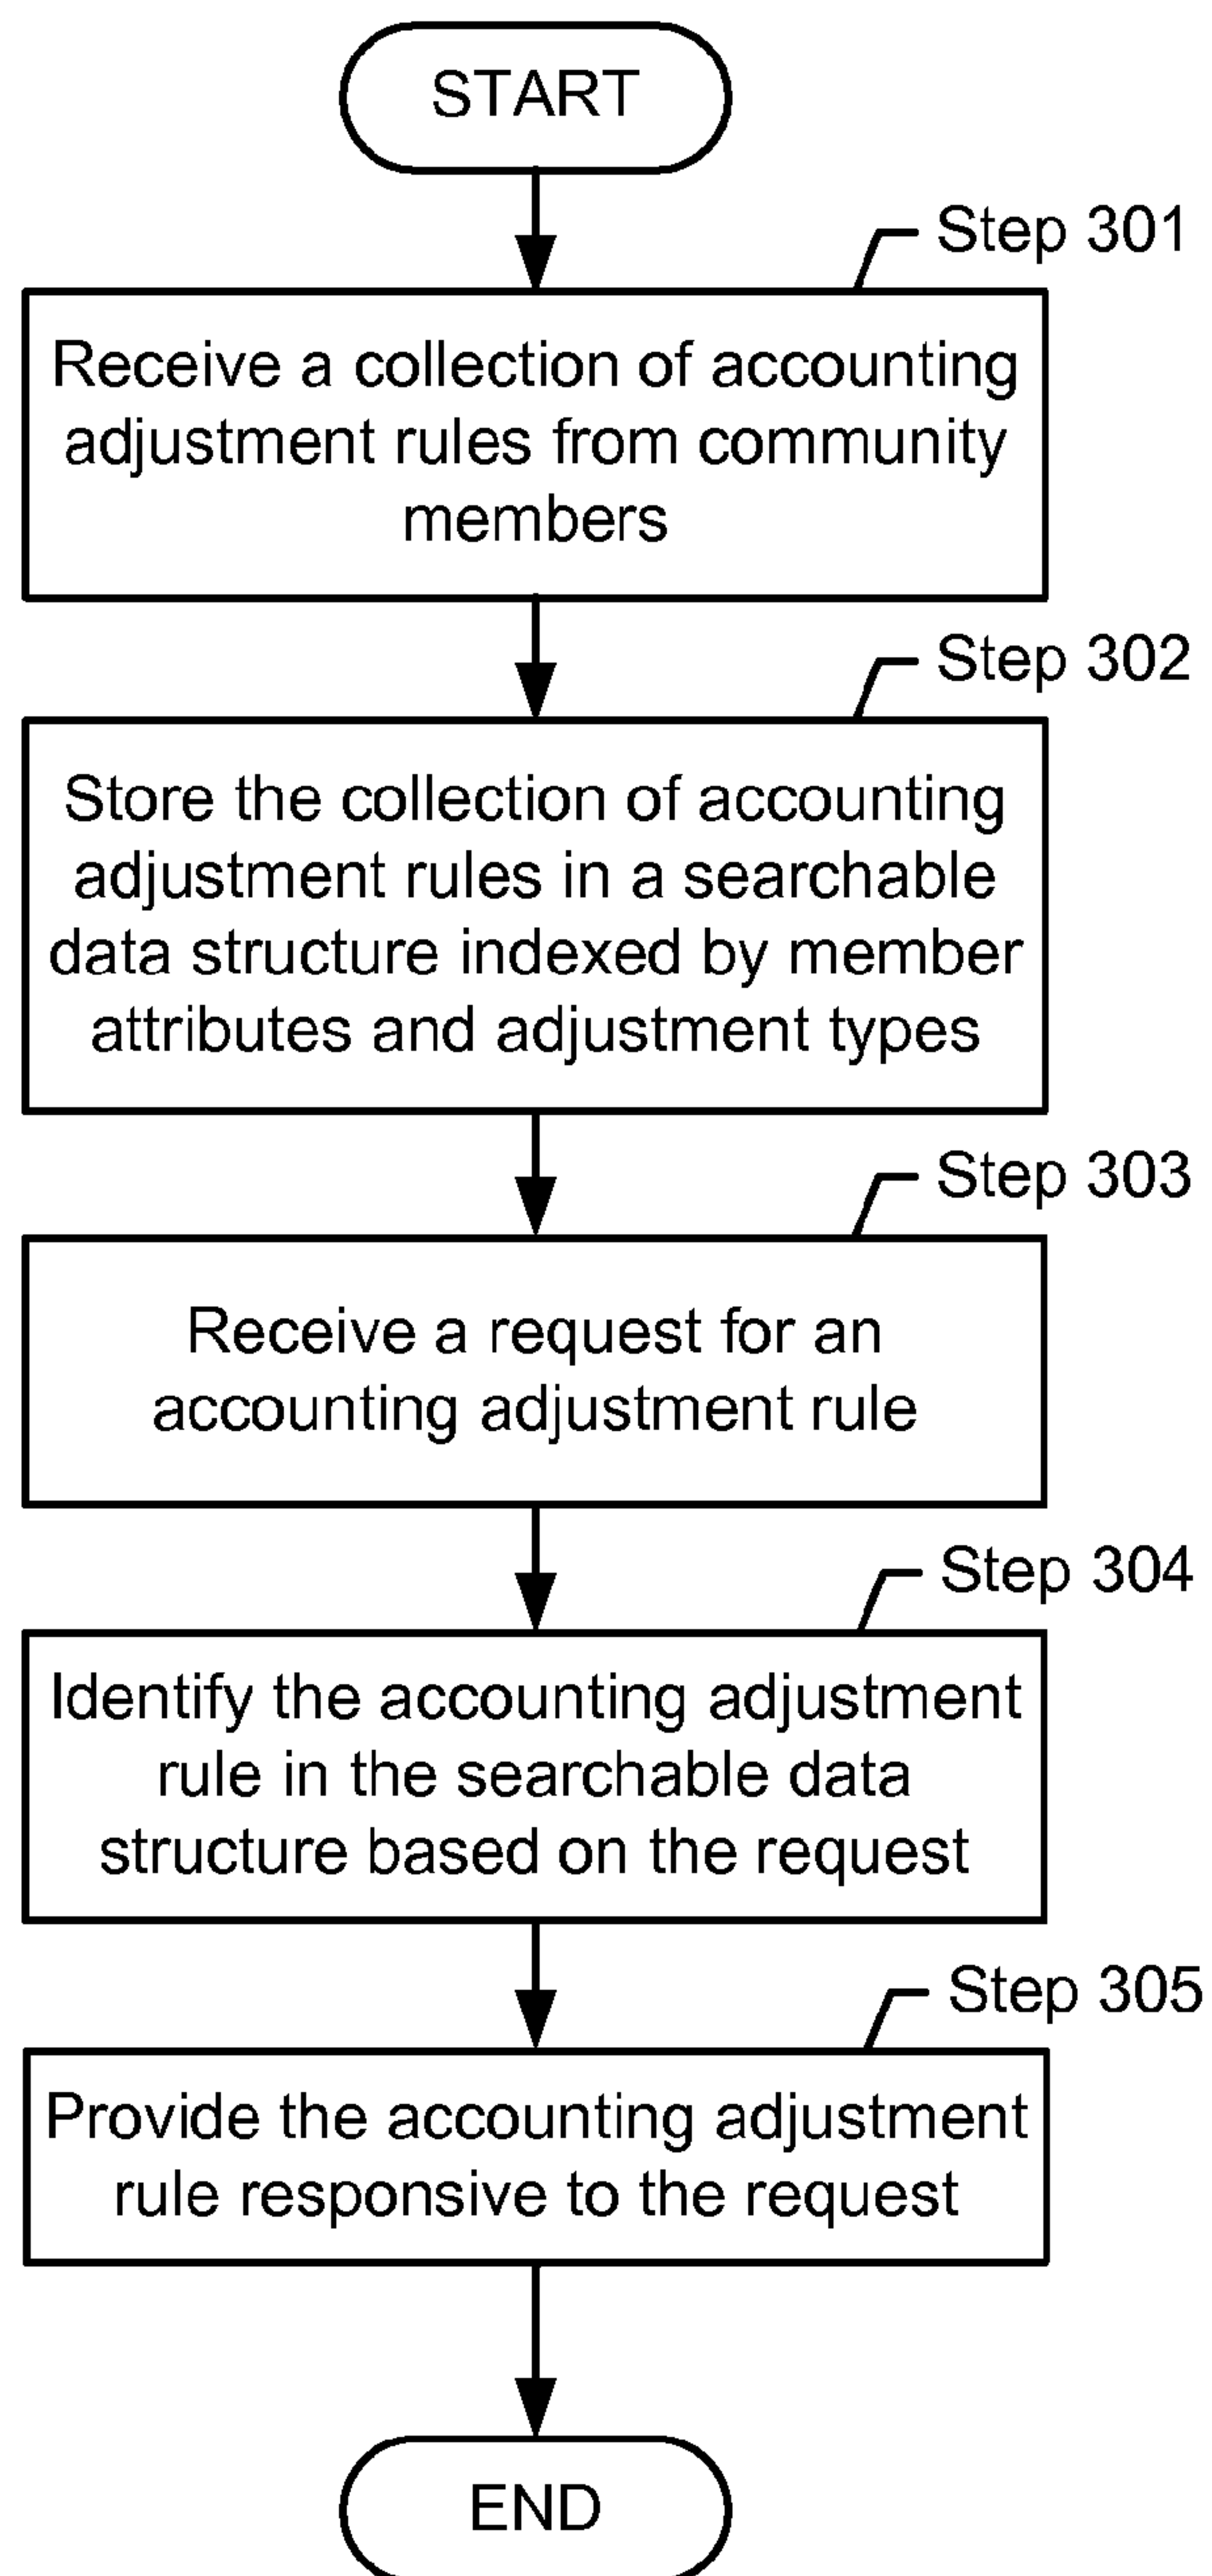 START
Step 301
Receive a collection of accounting
adjustment rules from community
members
Step 302
Store the collection of accounting
adjustment rules in a searchable
data structure indexed by member
attributes and adjustment types
Step 303
Receive a request for an
accounting adjustment rule
Step 304
Identify the accounting adjustment
rule in the searchable data
structure based on the request
Step 305
Provide the accounting adjustment
rule responsive to the request
END